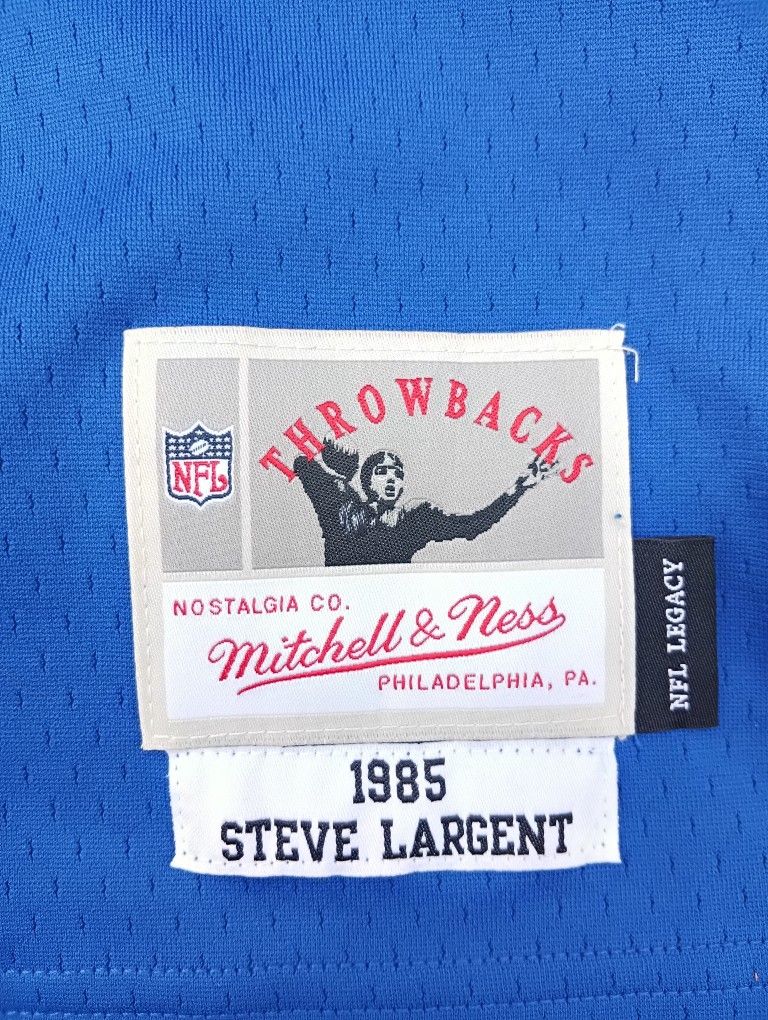 THROWBACKS
NFL
NOSTALGIA CO.
Mitchell & Ness
PHILADELPHIA, PA.
NFL LEGACY
1985
STEVE LARGENT